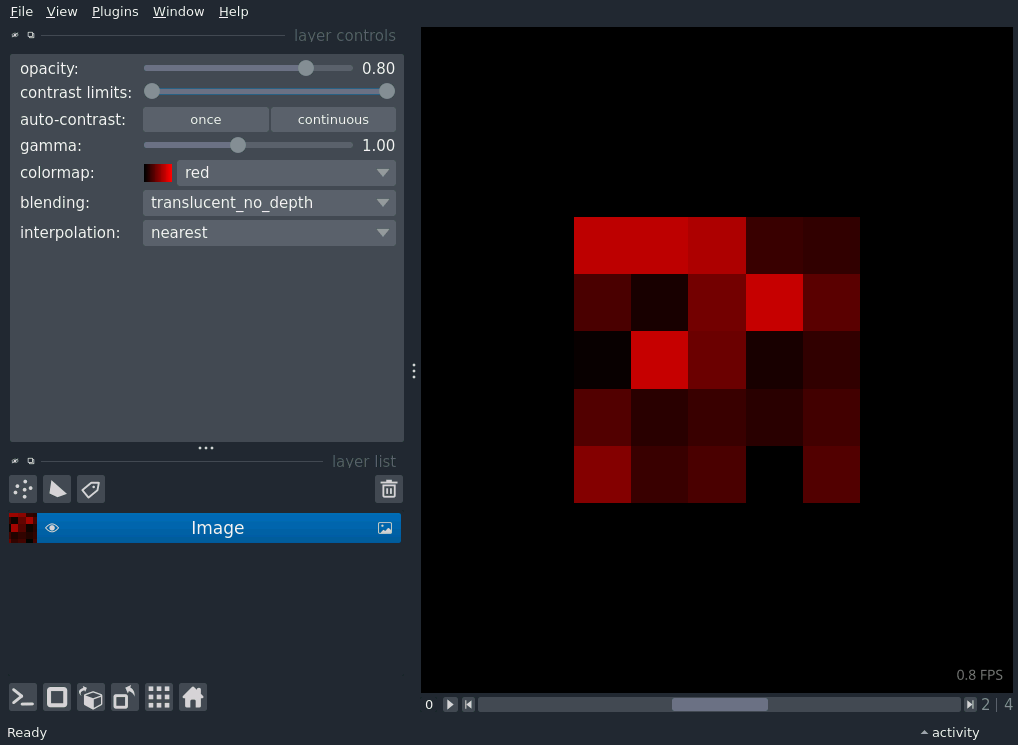 File View Plugins Window Help
layer controls
opacity: 0.80
contrast limits:
auto-contrast: once continuous
gamma: 1.00
colormap: red
blending: translucent_no_depth
interpolation: nearest
layer list
Image
0.8 FPS
0 2 | 4
Ready activity